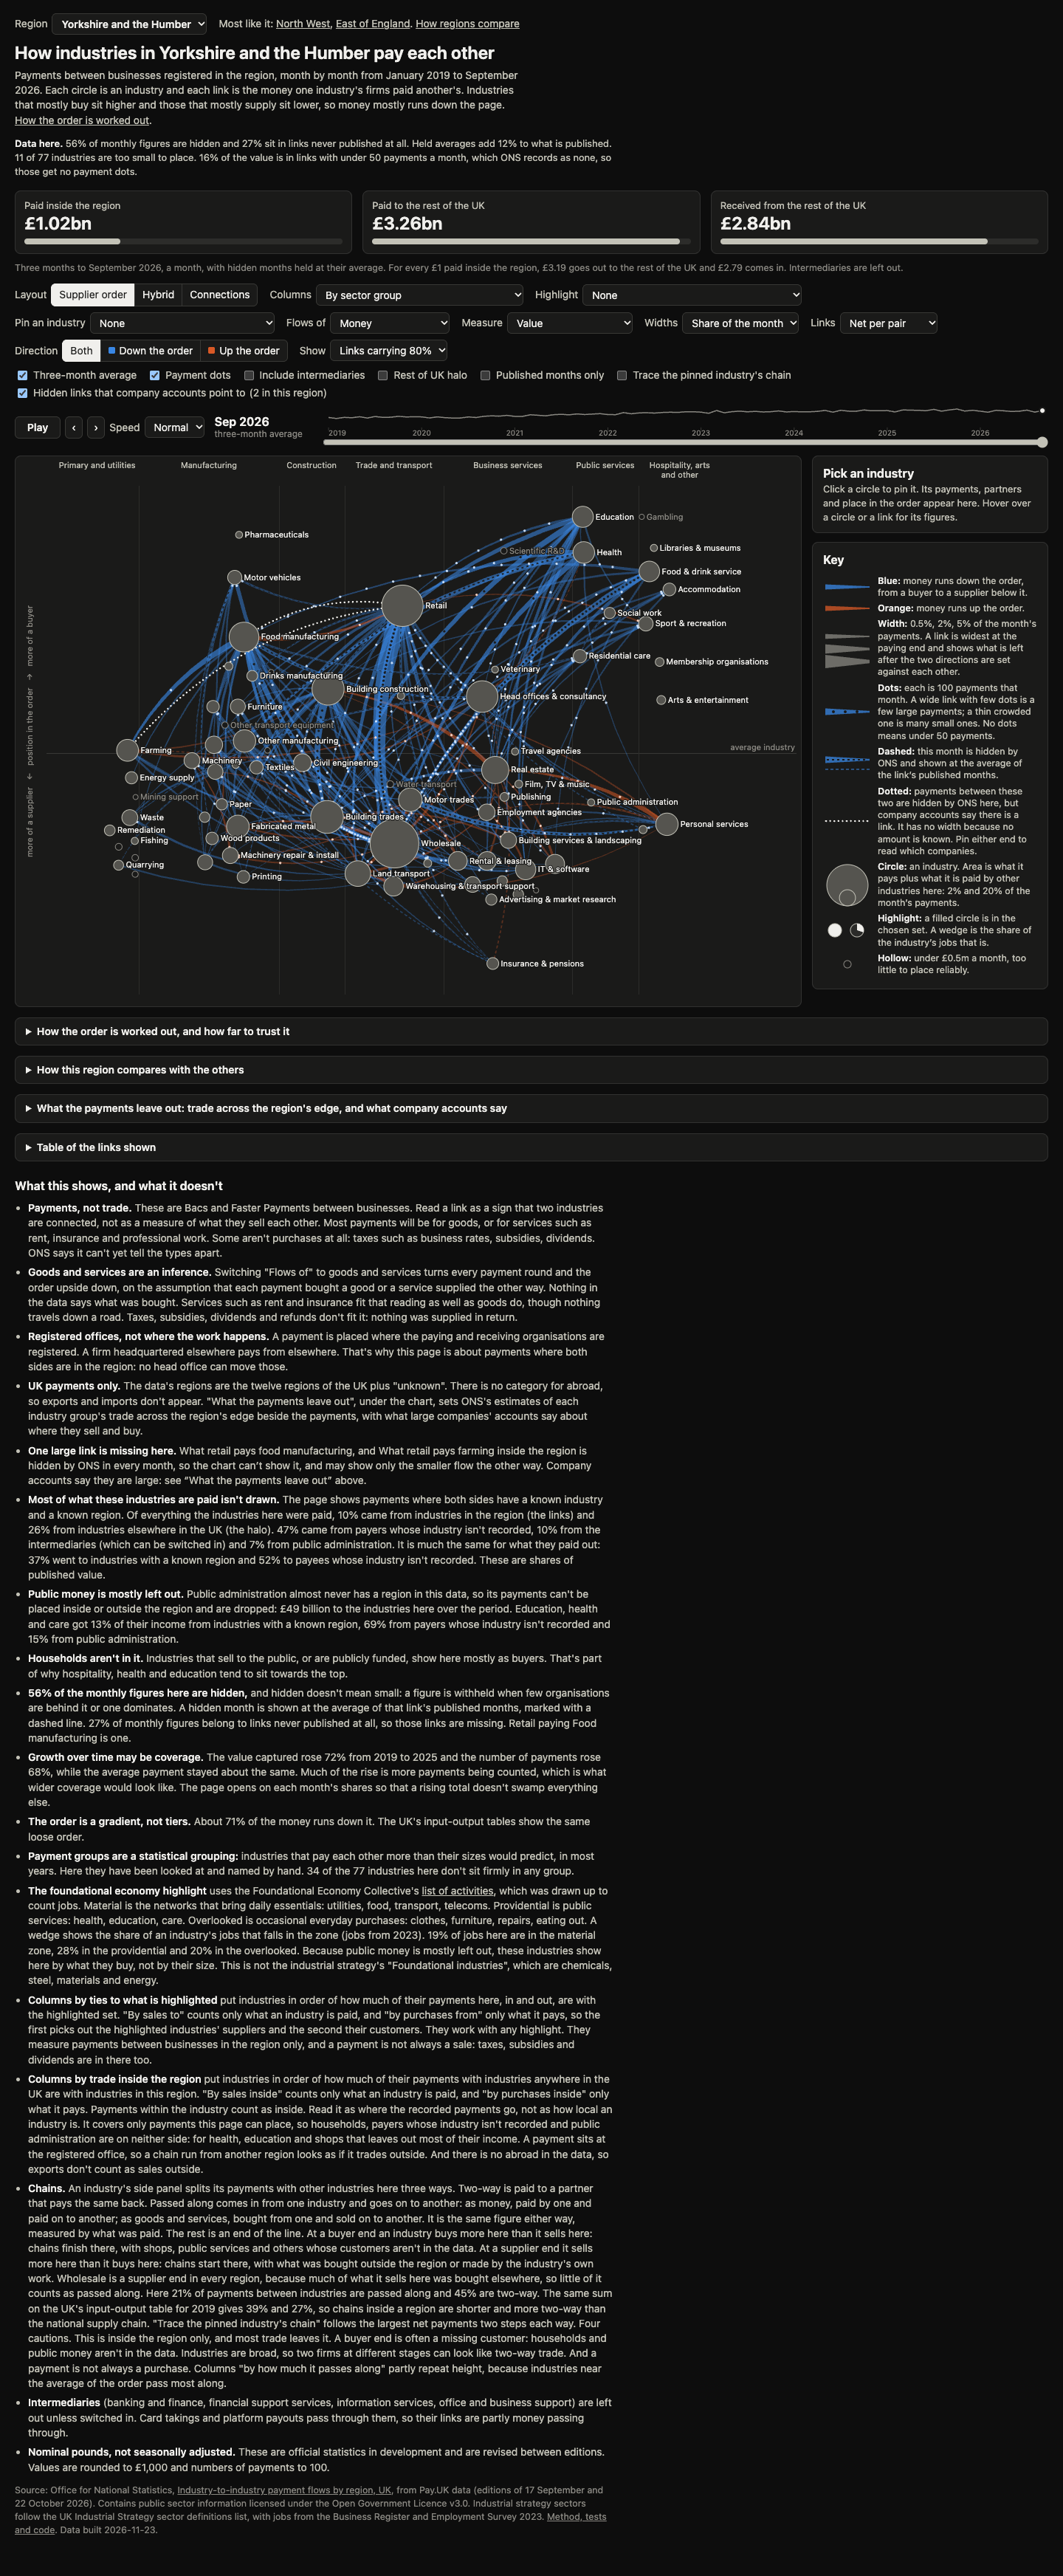 Region Yorkshire and the Humber Most like it: North West, East of England. How regions compare
How industries in Yorkshire and the Humber pay each other
Payments between businesses registered in the region, month by month from January 2019 to September
2026. Each circle is an industry and each link is the money one industry's firms paid another's. Industries
that mostly buy sit higher and those that mostly supply sit lower, so money mostly runs down the page.
How the order is worked out.
Data here. 56% of monthly figures are hidden and 27% sit in links never published at all. Held averages add 12% to what is published.
11 of 77 industries are too small to place. 16% of the value is in links with under 50 payments a month, which ONS records as none, so
those get no payment dots.
Paid inside the region
£1.02bn
Paid to the rest of the UK
£3.26bn
Received from the rest of the UK
£2.84bn
Three months to September 2026, a month, with hidden months held at their average. For every £1 paid inside the region, £3.19 goes out to the rest of the UK and £2.79 comes in. Intermediaries are left out.
Layout Supplier order Hybrid Connections Columns By sector group Highlight None
Pin an industry None Flows of Money Measure Value Widths Share of the month Links Net per pair
Direction Both Down the order Up the order Show Links carrying 80%
Three-month average Payment dots Include intermediaries Rest of UK halo Published months only Trace the pinned industry's chain
Hidden links that company accounts point to (2 in this region)
Play ‹ › Speed Normal Sep 2026
three-month average
2019 2020 2021 2022 2023 2024 2025 2026
Primary and utilities Manufacturing Construction Trade and transport Business services Public services Hospitality, arts
and other
more of a supplier ← position in the order → more of a buyer
Education
Gambling
Pharmaceuticals
Scientific R&D
Health
Libraries & museums
Food & drink service
Motor vehicles
Accommodation
Retail
Social work
Sport & recreation
Food manufacturing
Residential care
Membership organisations
Veterinary
Drinks manufacturing
Building construction
Head offices & consultancy
Arts & entertainment
Furniture
Other transport equipment
Other manufacturing
average industry
Farming
Travel agencies
Machinery
Civil engineering
Textiles
Real estate
Energy supply
Water transport
Film, TV & music
Mining support
Publishing
Motor trades
Public administration
Paper
Employment agencies
Waste
Building trades
Personal services
Fabricated metal
Remediation
Wood products
Fishing
Wholesale
Building services & landscaping
Machinery repair & install
Quarrying
Rental & leasing
IT & software
Land transport
Printing
Warehousing & transport support
Advertising & market research
Insurance & pensions
Pick an industry
Click a circle to pin it. Its payments, partners
and place in the order appear here. Hover over
a circle or a link for its figures.
Key
Blue: money runs down the order,
from a buyer to a supplier below it.
Orange: money runs up the order.
Width: 0.5%, 2%, 5% of the month's
payments. A link is widest at the
paying end and shows what is left
after the two directions are set
against each other.
Dots: each is 100 payments that
month. A wide link with few dots is a
few large payments; a thin crowded
one is many small ones. No dots
means under 50 payments.
Dashed: this month is hidden by
ONS and shown at the average of
the link's published months.
Dotted: payments between these
two are hidden by ONS here, but
company accounts say there is a
link. It has no width because no
amount is known. Pin either end to
read which companies.
Circle: an industry. Area is what it
pays plus what it is paid by other
industries here: 2% and 20% of the
month's payments.
Highlight: a filled circle is in the
chosen set. A wedge is the share of
the industry's jobs that is.
Hollow: under £0.5m a month, too
little to place reliably.
How the order is worked out, and how far to trust it
How this region compares with the others
What the payments leave out: trade across the region's edge, and what company accounts say
Table of the links shown
What this shows, and what it doesn't
Payments, not trade. These are Bacs and Faster Payments between businesses. Read a link as a sign that two industries
are connected, not as a measure of what they sell each other. Most payments will be for goods, or for services such as
rent, insurance and professional work. Some aren't purchases at all: taxes such as business rates, subsidies, dividends.
ONS says it can't yet tell the types apart.
Goods and services are an inference. Switching "Flows of" to goods and services turns every payment round and the
order upside down, on the assumption that each payment bought a good or a service supplied the other way. Nothing in
the data says what was bought. Services such as rent and insurance fit that reading as well as goods do, though nothing
travels down a road. Taxes, subsidies, dividends and refunds don't fit it: nothing was supplied in return.
Registered offices, not where the work happens. A payment is placed where the paying and receiving organisations are
registered. A firm headquartered elsewhere pays from elsewhere. That's why this page is about payments where both
sides are in the region: no head office can move those.
UK payments only. The data's regions are the twelve regions of the UK plus "unknown". There is no category for abroad,
so exports and imports don't appear. "What the payments leave out", under the chart, sets ONS's estimates of each
industry group's trade across the region's edge beside the payments, with what large companies' accounts say about
where they sell and buy.
One large link is missing here. What retail pays food manufacturing, and What retail pays farming inside the region is
hidden by ONS in every month, so the chart can't show it, and may show only the smaller flow the other way. Company
accounts say they are large: see "What the payments leave out" above.
Most of what these industries are paid isn't drawn. The page shows payments where both sides have a known industry
and a known region. Of everything the industries here were paid, 10% came from industries in the region (the links) and
26% from industries elsewhere in the UK (the halo). 47% came from payers whose industry isn't recorded, 10% from the
intermediaries (which can be switched in) and 7% from public administration. It is much the same for what they paid out:
37% went to industries with a known region and 52% to payees whose industry isn't recorded. These are shares of
published value.
Public money is mostly left out. Public administration almost never has a region in this data, so its payments can't be
placed inside or outside the region and are dropped: £49 billion to the industries here over the period. Education, health
and care got 13% of their income from industries with a known region, 69% from payers whose industry isn't recorded and
15% from public administration.
Households aren't in it. Industries that sell to the public, or are publicly funded, show here mostly as buyers. That's part
of why hospitality, health and education tend to sit towards the top.
56% of the monthly figures here are hidden, and hidden doesn't mean small: a figure is withheld when few organisations
are behind it or one dominates. A hidden month is shown at the average of that link's published months, marked with a
dashed line. 27% of monthly figures belong to links never published at all, so those links are missing. Retail paying Food
manufacturing is one.
Growth over time may be coverage. The value captured rose 72% from 2019 to 2025 and the number of payments rose
68%, while the average payment stayed about the same. Much of the rise is more payments being counted, which is what
wider coverage would look like. The page opens on each month's shares so that a rising total doesn't swamp everything
else.
The order is a gradient, not tiers. About 71% of the money runs down it. The UK's input-output tables show the same
loose order.
Payment groups are a statistical grouping: industries that pay each other more than their sizes would predict, in most
years. Here they have been looked at and named by hand. 34 of the 77 industries here don't sit firmly in any group.
The foundational economy highlight uses the Foundational Economy Collective's list of activities, which was drawn up to
count jobs. Material is the networks that bring daily essentials: utilities, food, transport, telecoms. Providential is public
services: health, education, care. Overlooked is occasional everyday purchases: clothes, furniture, repairs, eating out. A
wedge shows the share of an industry's jobs that falls in the zone (jobs from 2023). 19% of jobs here are in the material
zone, 28% in the providential and 20% in the overlooked. Because public money is mostly left out, these industries show
here by what they buy, not by their size. This is not the industrial strategy's "Foundational industries", which are chemicals,
steel, materials and energy.
Columns by ties to what is highlighted put industries in order of how much of their payments here, in and out, are with
the highlighted set. "By sales to" counts only what an industry is paid, and "by purchases from" only what it pays, so the
first picks out the highlighted industries' suppliers and the second their customers. They work with any highlight. They
measure payments between businesses in the region only, and a payment is not always a sale: taxes, subsidies and
dividends are in there too.
Columns by trade inside the region put industries in order of how much of their payments with industries anywhere in the
UK are with industries in this region. "By sales inside" counts only what an industry is paid, and "by purchases inside" only
what it pays. Payments within the industry count as inside. Read it as where the recorded payments go, not as how local an
industry is. It covers only payments this page can place, so households, payers whose industry isn't recorded and public
administration are on neither side: for health, education and shops that leaves out most of their income. A payment sits at
the registered office, so a chain run from another region looks as if it trades outside. And there is no abroad in the data, so
exports don't count as sales outside.
Chains. An industry's side panel splits its payments with other industries here three ways. Two-way is paid to a partner
that pays the same back. Passed along comes in from one industry and goes on to another: as money, paid by one and
paid on to another; as goods and services, bought from one and sold on to another. It is the same figure either way,
measured by what was paid. The rest is an end of the line. At a buyer end an industry buys more here than it sells here:
chains finish there, with shops, public services and others whose customers aren't in the data. At a supplier end it sells
more here than it buys here: chains start there, with what was bought outside the region or made by the industry's own
work. Wholesale is a supplier end in every region, because much of what it sells here was bought elsewhere, so little of it
counts as passed along. Here 21% of payments between industries are passed along and 45% are two-way. The same sum
on the UK's input-output table for 2019 gives 39% and 27%, so chains inside a region are shorter and more two-way than
the national supply chain. "Trace the pinned industry's chain" follows the largest net payments two steps each way. Four
cautions. This is inside the region only, and most trade leaves it. A buyer end is often a missing customer: households and
public money aren't in the data. Industries are broad, so two firms at different stages can look like two-way trade. And a
payment is not always a purchase. Columns "by how much it passes along" partly repeat height, because industries near
the average of the order pass most along.
Intermediaries (banking and finance, financial support services, information services, office and business support) are left
out unless switched in. Card takings and platform payouts pass through them, so their links are partly money passing
through.
Nominal pounds, not seasonally adjusted. These are official statistics in development and are revised between editions.
Values are rounded to £1,000 and numbers of payments to 100.
Source: Office for National Statistics, Industry-to-industry payment flows by region, UK, from Pay.UK data (editions of 17 September and
22 October 2026). Contains public sector information licensed under the Open Government Licence v3.0. Industrial strategy sectors
follow the UK Industrial Strategy sector definitions list, with jobs from the Business Register and Employment Survey 2023. Method, tests
and code. Data built 2026-11-23.